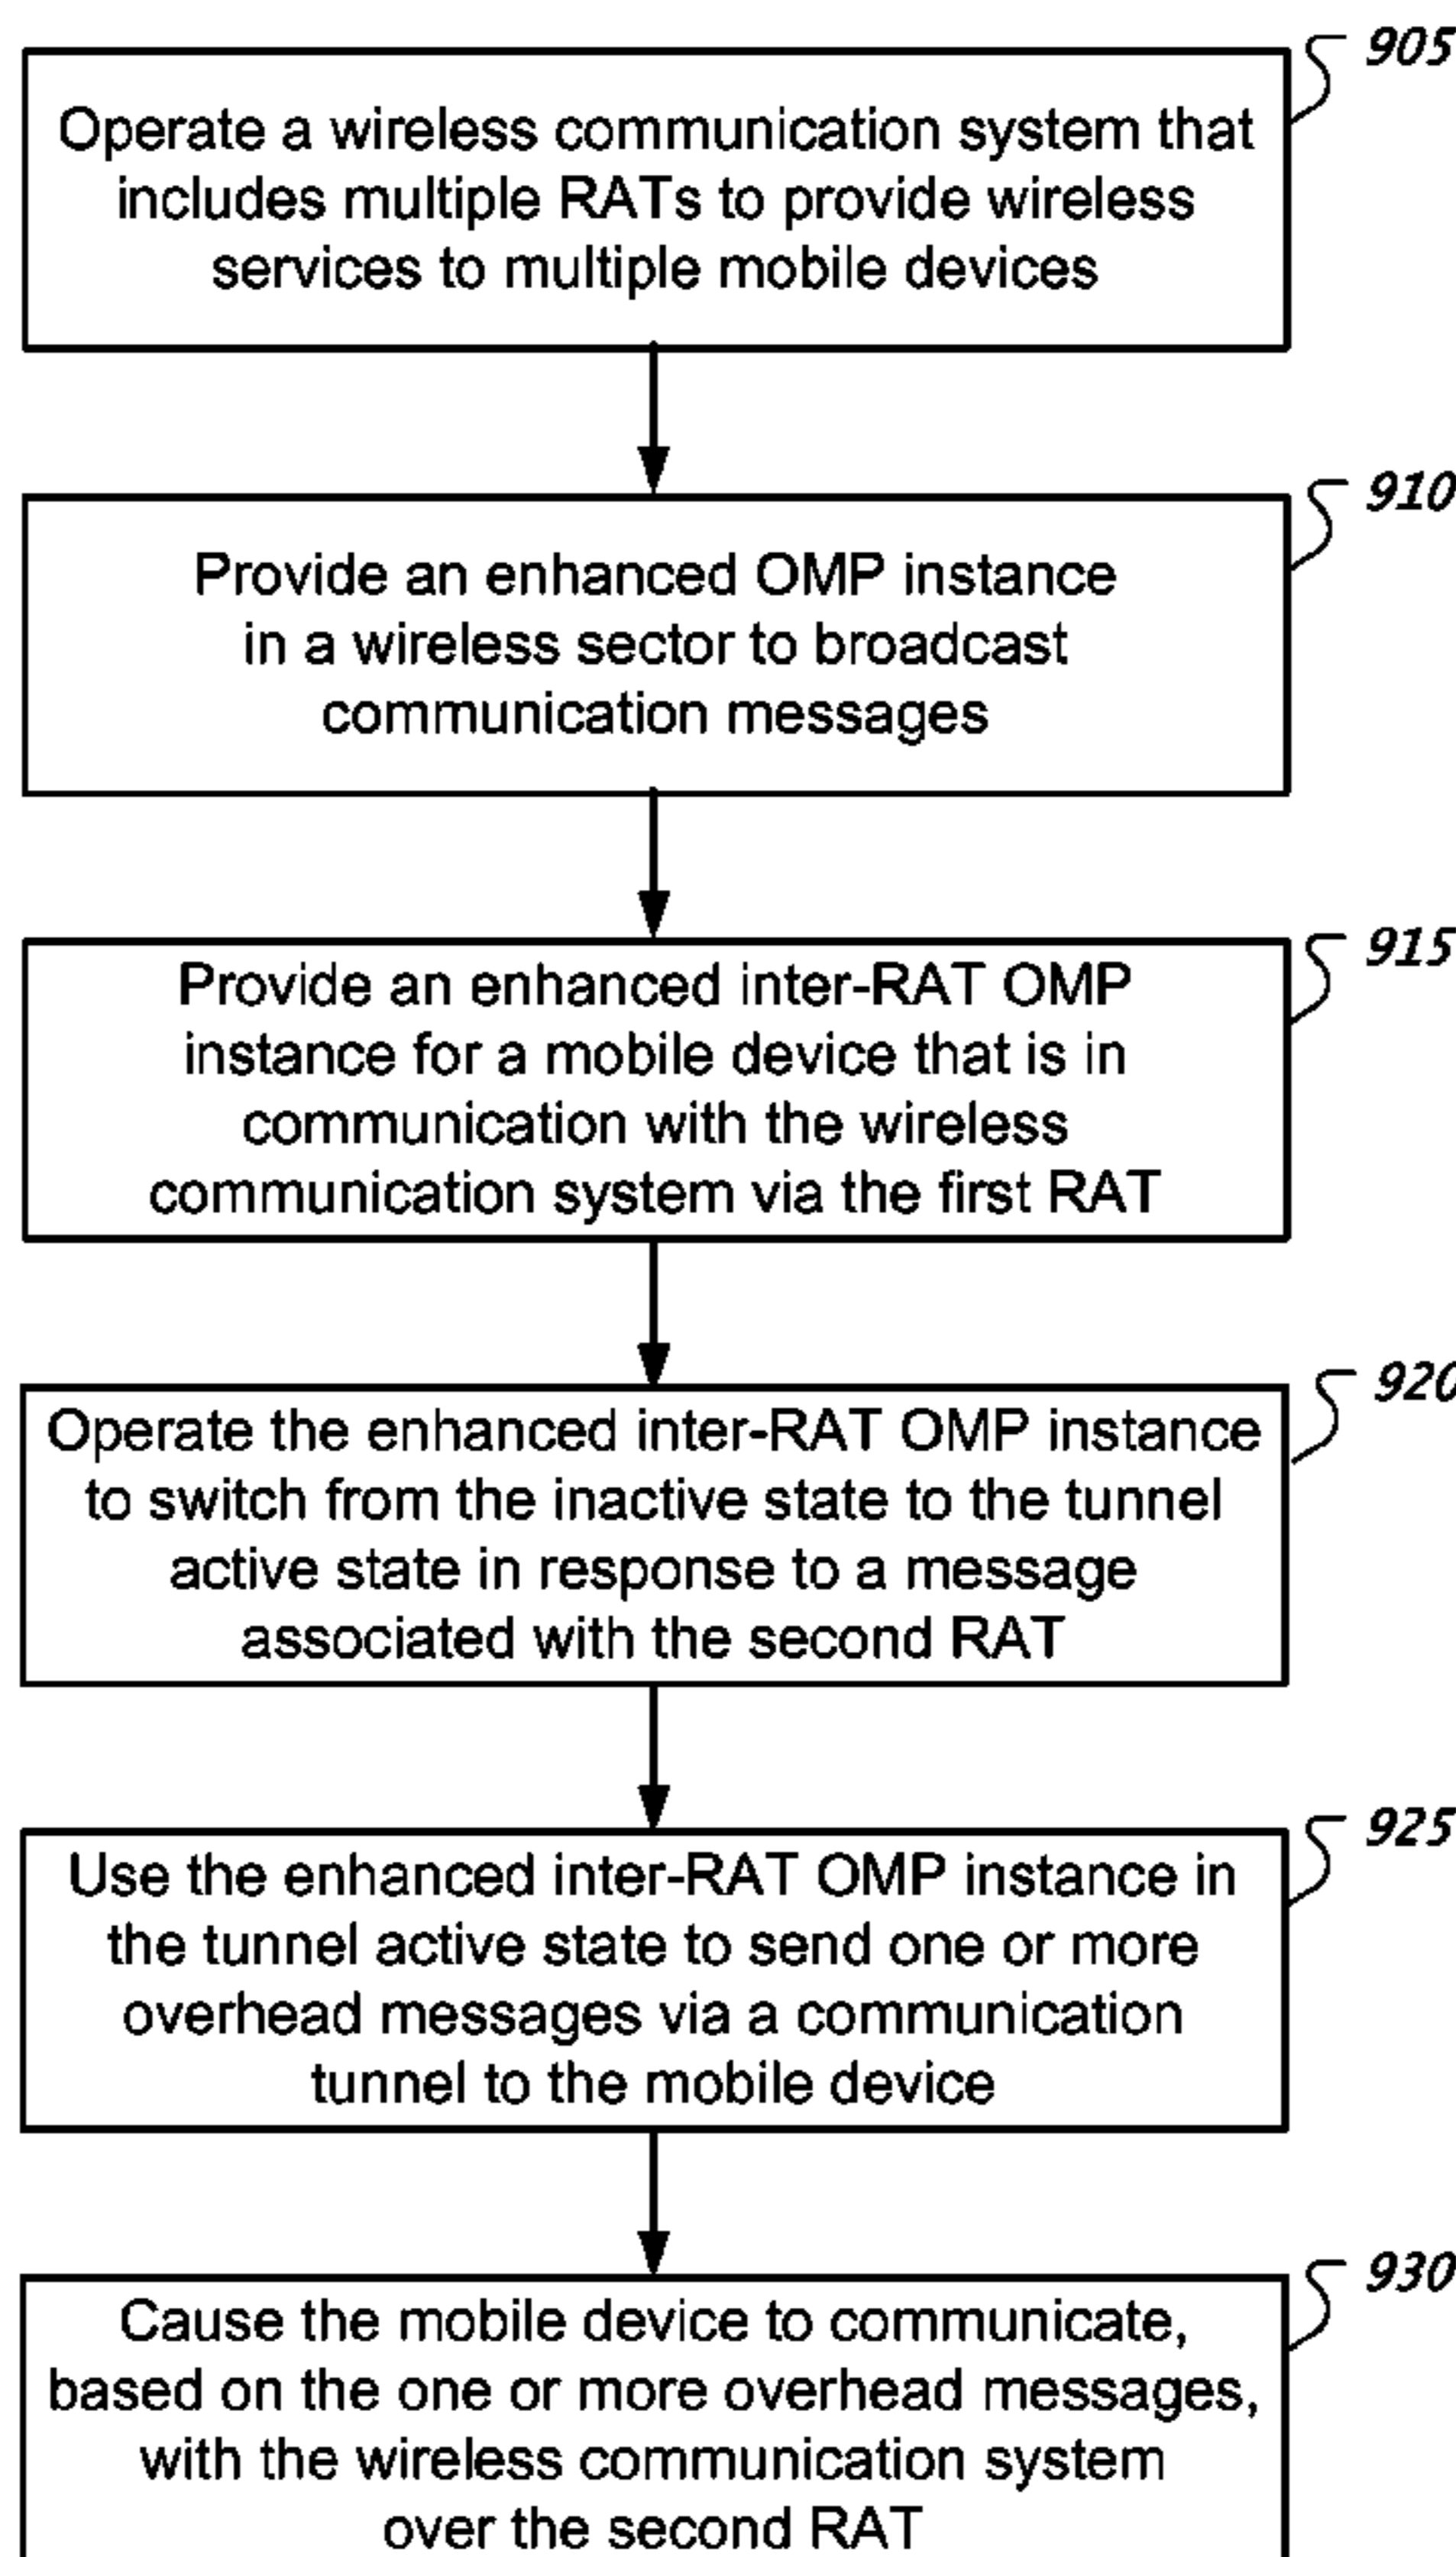 905
Operate a wireless communication system that
includes multiple RATs to provide wireless
services to multiple mobile devices
910
Provide an enhanced OMP instance
in a wireless sector to broadcast
communication messages
915
Provide an enhanced inter-RAT OMP
instance for a mobile device that is in
communication with the wireless
communication system via the first RAT
920
Operate the enhanced inter-RAT OMP instance
to switch from the inactive state to the tunnel
active state in response to a message
associated with the second RAT
925
Use the enhanced inter-RAT OMP instance in
the tunnel active state to send one or more
overhead messages via a communication
tunnel to the mobile device
930
Cause the mobile device to communicate,
based on the one or more overhead messages,
with the wireless communication system
over the second RAT